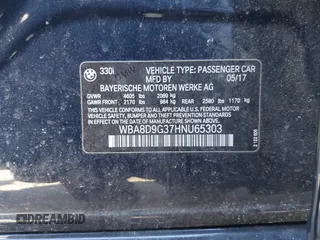 330i VEHICLE TYPE: PASSENGER CAR
MFD BY 05/17
BAYERISCHE MOTOREN WERKE AG
GVWR 4605 lbs 2089 kg
GAWR FRONT 2170 lbs 984 kg REAR 2580 lbs 1170 kg
THIS VEHICLE CONFORMS TO ALL APPLICABLE FEDERAL MOTOR
VEHICLE SAFETY, BUMPER AND THEFT PREVENTION STANDARDS
IN EFFECT ON THE DATE OF MANUFACTURE SHOWN ABOVE.
WBA8D9G37HNU65303
DREAMBID